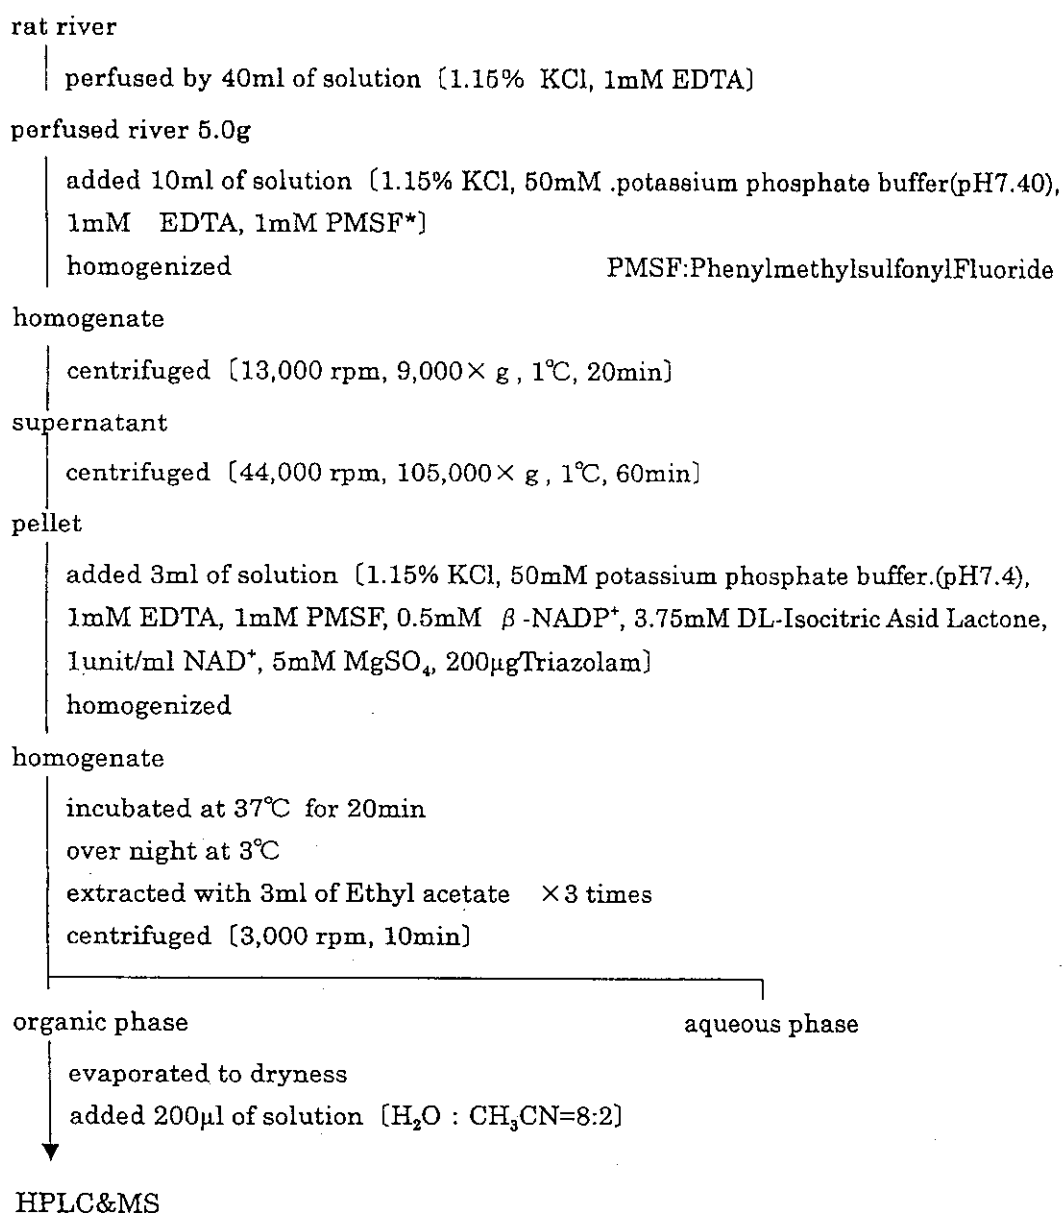 rat river
perfused by 40ml of solution〔1.15% KCl, 1mM EDTA〕
perfused river 5.0g
added 10ml of solution〔1.15% KCl, 50mM .potassium phosphate buffer(pH7.40),
1mM EDTA, 1mM PMSF*〕
homogenized PMSF:PhenylmethylsulfonylFluoride
homogenate
centrifuged〔13,000 rpm, 9,000× g , 1℃, 20min〕
supernatant
centrifuged〔44,000 rpm, 105,000× g , 1℃, 60min〕
pellet
added 3ml of solution〔1.15% KCl, 50mM potassium phosphate buffer.(pH7.4),
1mM EDTA, 1mM PMSF, 0.5mM β-NADP⁺, 3.75mM DL-Isocitric Asid Lactone,
1unit/ml NAD⁺, 5mM MgSO₄, 200μgTriazolam〕
homogenized
homogenate
incubated at 37℃ for 20min
over night at 3℃
extracted with 3ml of Ethyl acetate ×3 times
centrifuged〔3,000 rpm, 10min〕
organic phase aqueous phase
evaporated to dryness
added 200μl of solution〔H₂O : CH₃CN=8:2〕
HPLC&MS